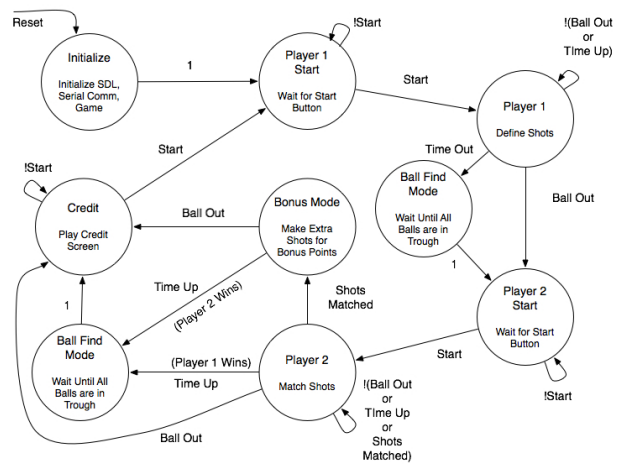 Reset
Initialize
Initialize SDL,
Serial Comm,
Game
1
Player 1
Start
Wait for Start
Button
!Start
Start
!(Ball Out
or
TIme Up)
Player 1
Define Shots
Time Out
Ball Find
Mode
Wait Until All
Balls are in
Trough
Ball Out
1
Player 2
Start
Wait for Start
Button
!Start
Start
Start
!Start
Credit
Play Credit
Screen
Ball Out
Bonus Mode
Make Extra
Shots for
Bonus Points
Time Up
(Player 2 Wins)
Shots
Matched
1
Ball Find
Mode
Wait Until All
Balls are in
Trough
(Player 1 Wins)
Time Up
Player 2
Match Shots
!(Ball Out
or
TIme Up
or
Shots
Matched)
Ball Out